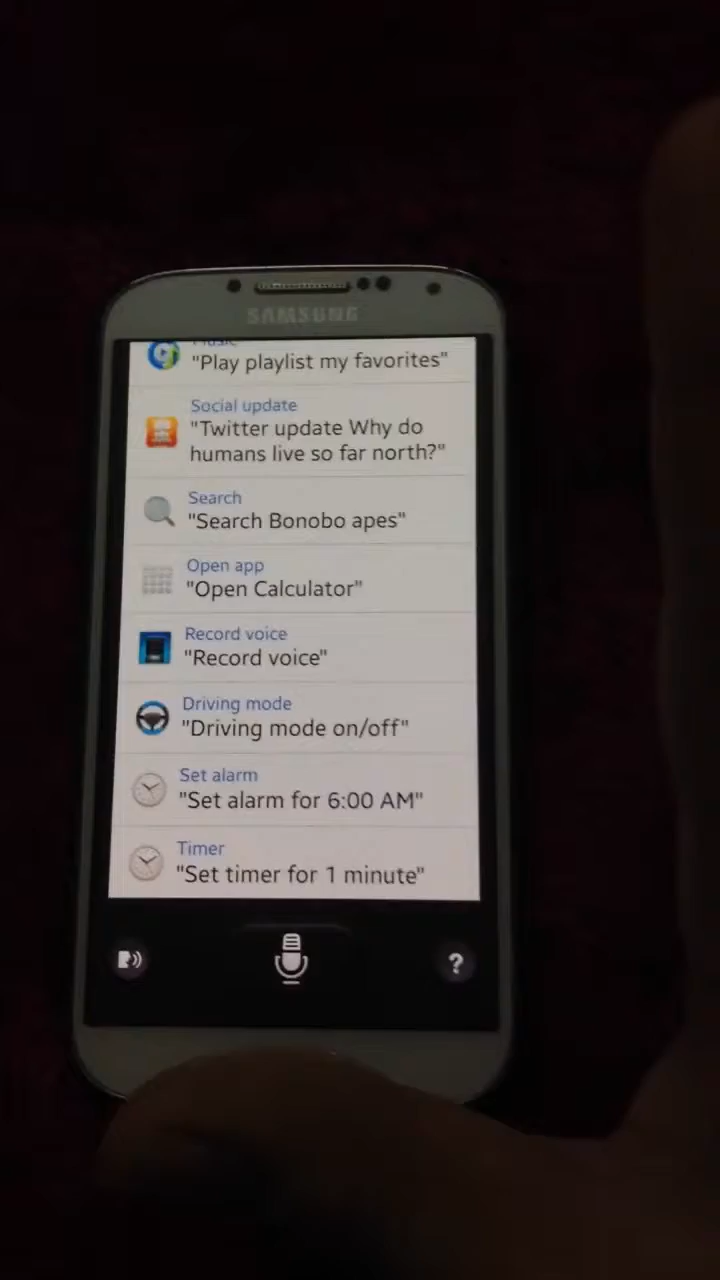 SAMSUNG
Music
"Play playlist my favorites"
Social update
"Twitter update Why do
humans live so far north?"
Search
"Search Bonobo apes"
Open app
"Open Calculator"
Record voice
"Record voice"
Driving mode
"Driving mode on/off"
Set alarm
"Set alarm for 6:00 AM"
Timer
"Set timer for 1 minute"
?